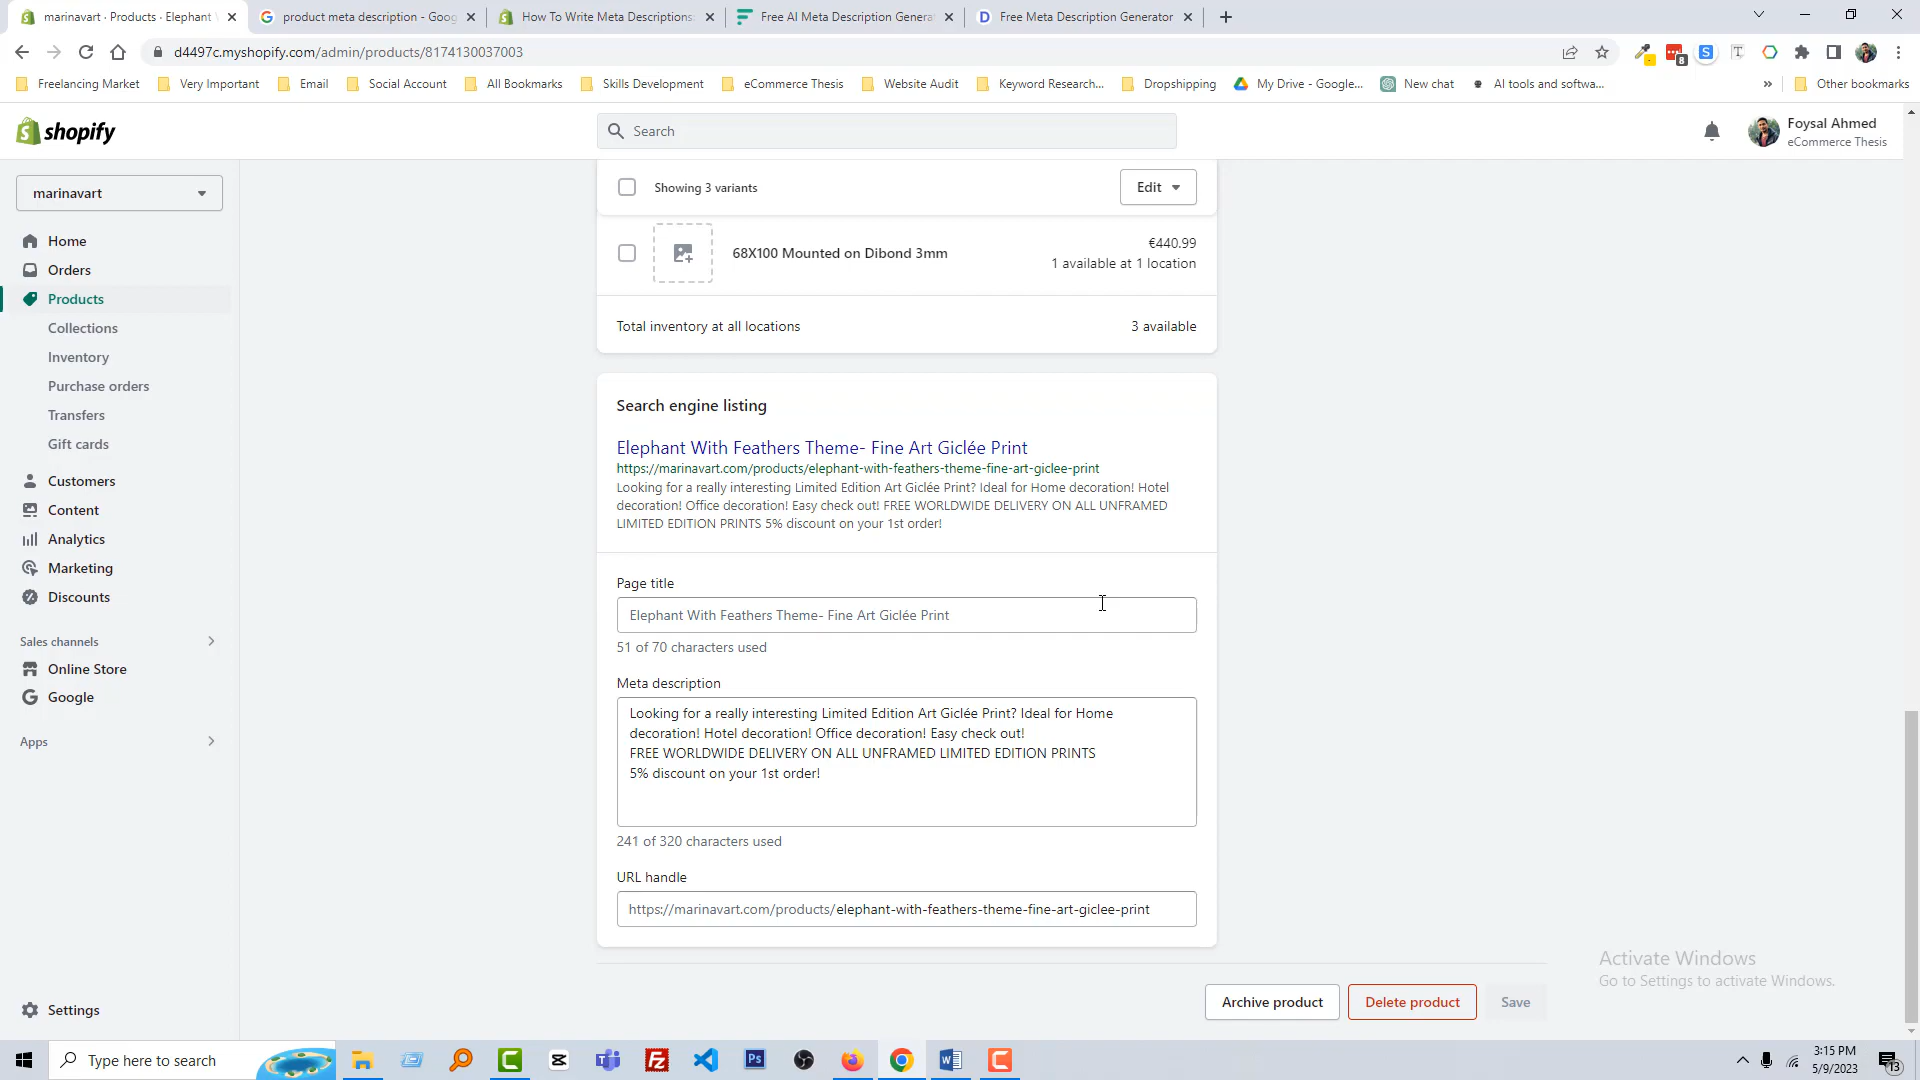 marinavart · Products · Elephant
product meta description - Goog
How To Write Meta Descriptions:
Free AI Meta Description Genera
Free Meta Description Generator
d4497c.myshopify.com/admin/products/8174130037003
8
Freelancing Market
Very Important
Email
Social Account
All Bookmarks
Skills Development
eCommerce Thesis
Website Audit
Keyword Research...
Dropshipping
My Drive - Google...
New chat
AI tools and softwa...
»
Other bookmarks
shopify
Search
Foysal Ahmed
eCommerce Thesis
marinavart
Home
Orders
Products
Collections
Inventory
Purchase orders
Transfers
Gift cards
Customers
Content
Analytics
Marketing
Discounts
Sales channels
Online Store
Google
Apps
Settings
Showing 3 variants
Edit
68X100 Mounted on Dibond 3mm
€440.99
1 available at 1 location
Total inventory at all locations
3 available
Search engine listing
Elephant With Feathers Theme- Fine Art Giclée Print
https://marinavart.com/products/elephant-with-feathers-theme-fine-art-giclee-print
Looking for a really interesting Limited Edition Art Giclée Print? Ideal for Home decoration! Hotel
decoration! Office decoration! Easy check out! FREE WORLDWIDE DELIVERY ON ALL UNFRAMED
LIMITED EDITION PRINTS 5% discount on your 1st order!
Page title
Elephant With Feathers Theme- Fine Art Giclée Print
51 of 70 characters used
Meta description
Looking for a really interesting Limited Edition Art Giclée Print? Ideal for Home
decoration! Hotel decoration! Office decoration! Easy check out!
FREE WORLDWIDE DELIVERY ON ALL UNFRAMED LIMITED EDITION PRINTS
5% discount on your 1st order!
241 of 320 characters used
URL handle
https://marinavart.com/products/elephant-with-feathers-theme-fine-art-giclee-print
Archive product
Delete product
Save
Activate Windows
Go to Settings to activate Windows.
Type here to search
3:15 PM
5/9/2023
13